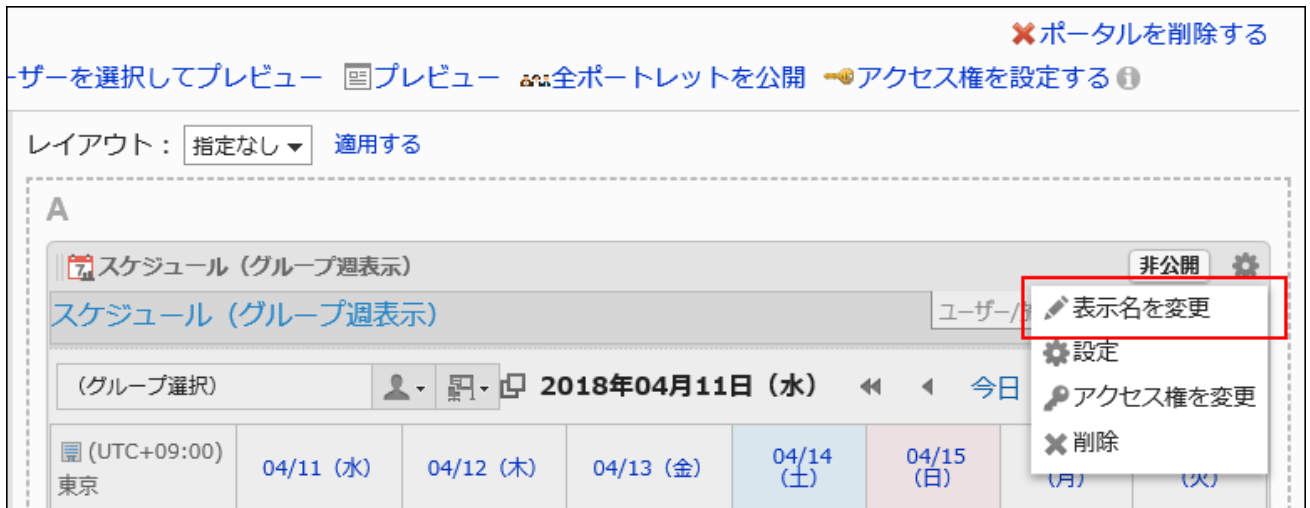 ポータルを削除する
ーザーを選択してプレビュー プレビュー 全ポートレットを公開 アクセス権を設定する
レイアウト： 指定なし 適用する
A
スケジュール（グループ週表示） 非公開
スケジュール（グループ週表示） ユーザー/
表示名を変更
設定
アクセス権を変更
削除
（グループ選択） 2018年04月11日（水） 今日
(UTC+09:00)
東京
04/11（水） 04/12（木） 04/13（金） 04/14（土） 04/15（日） （月） （火）